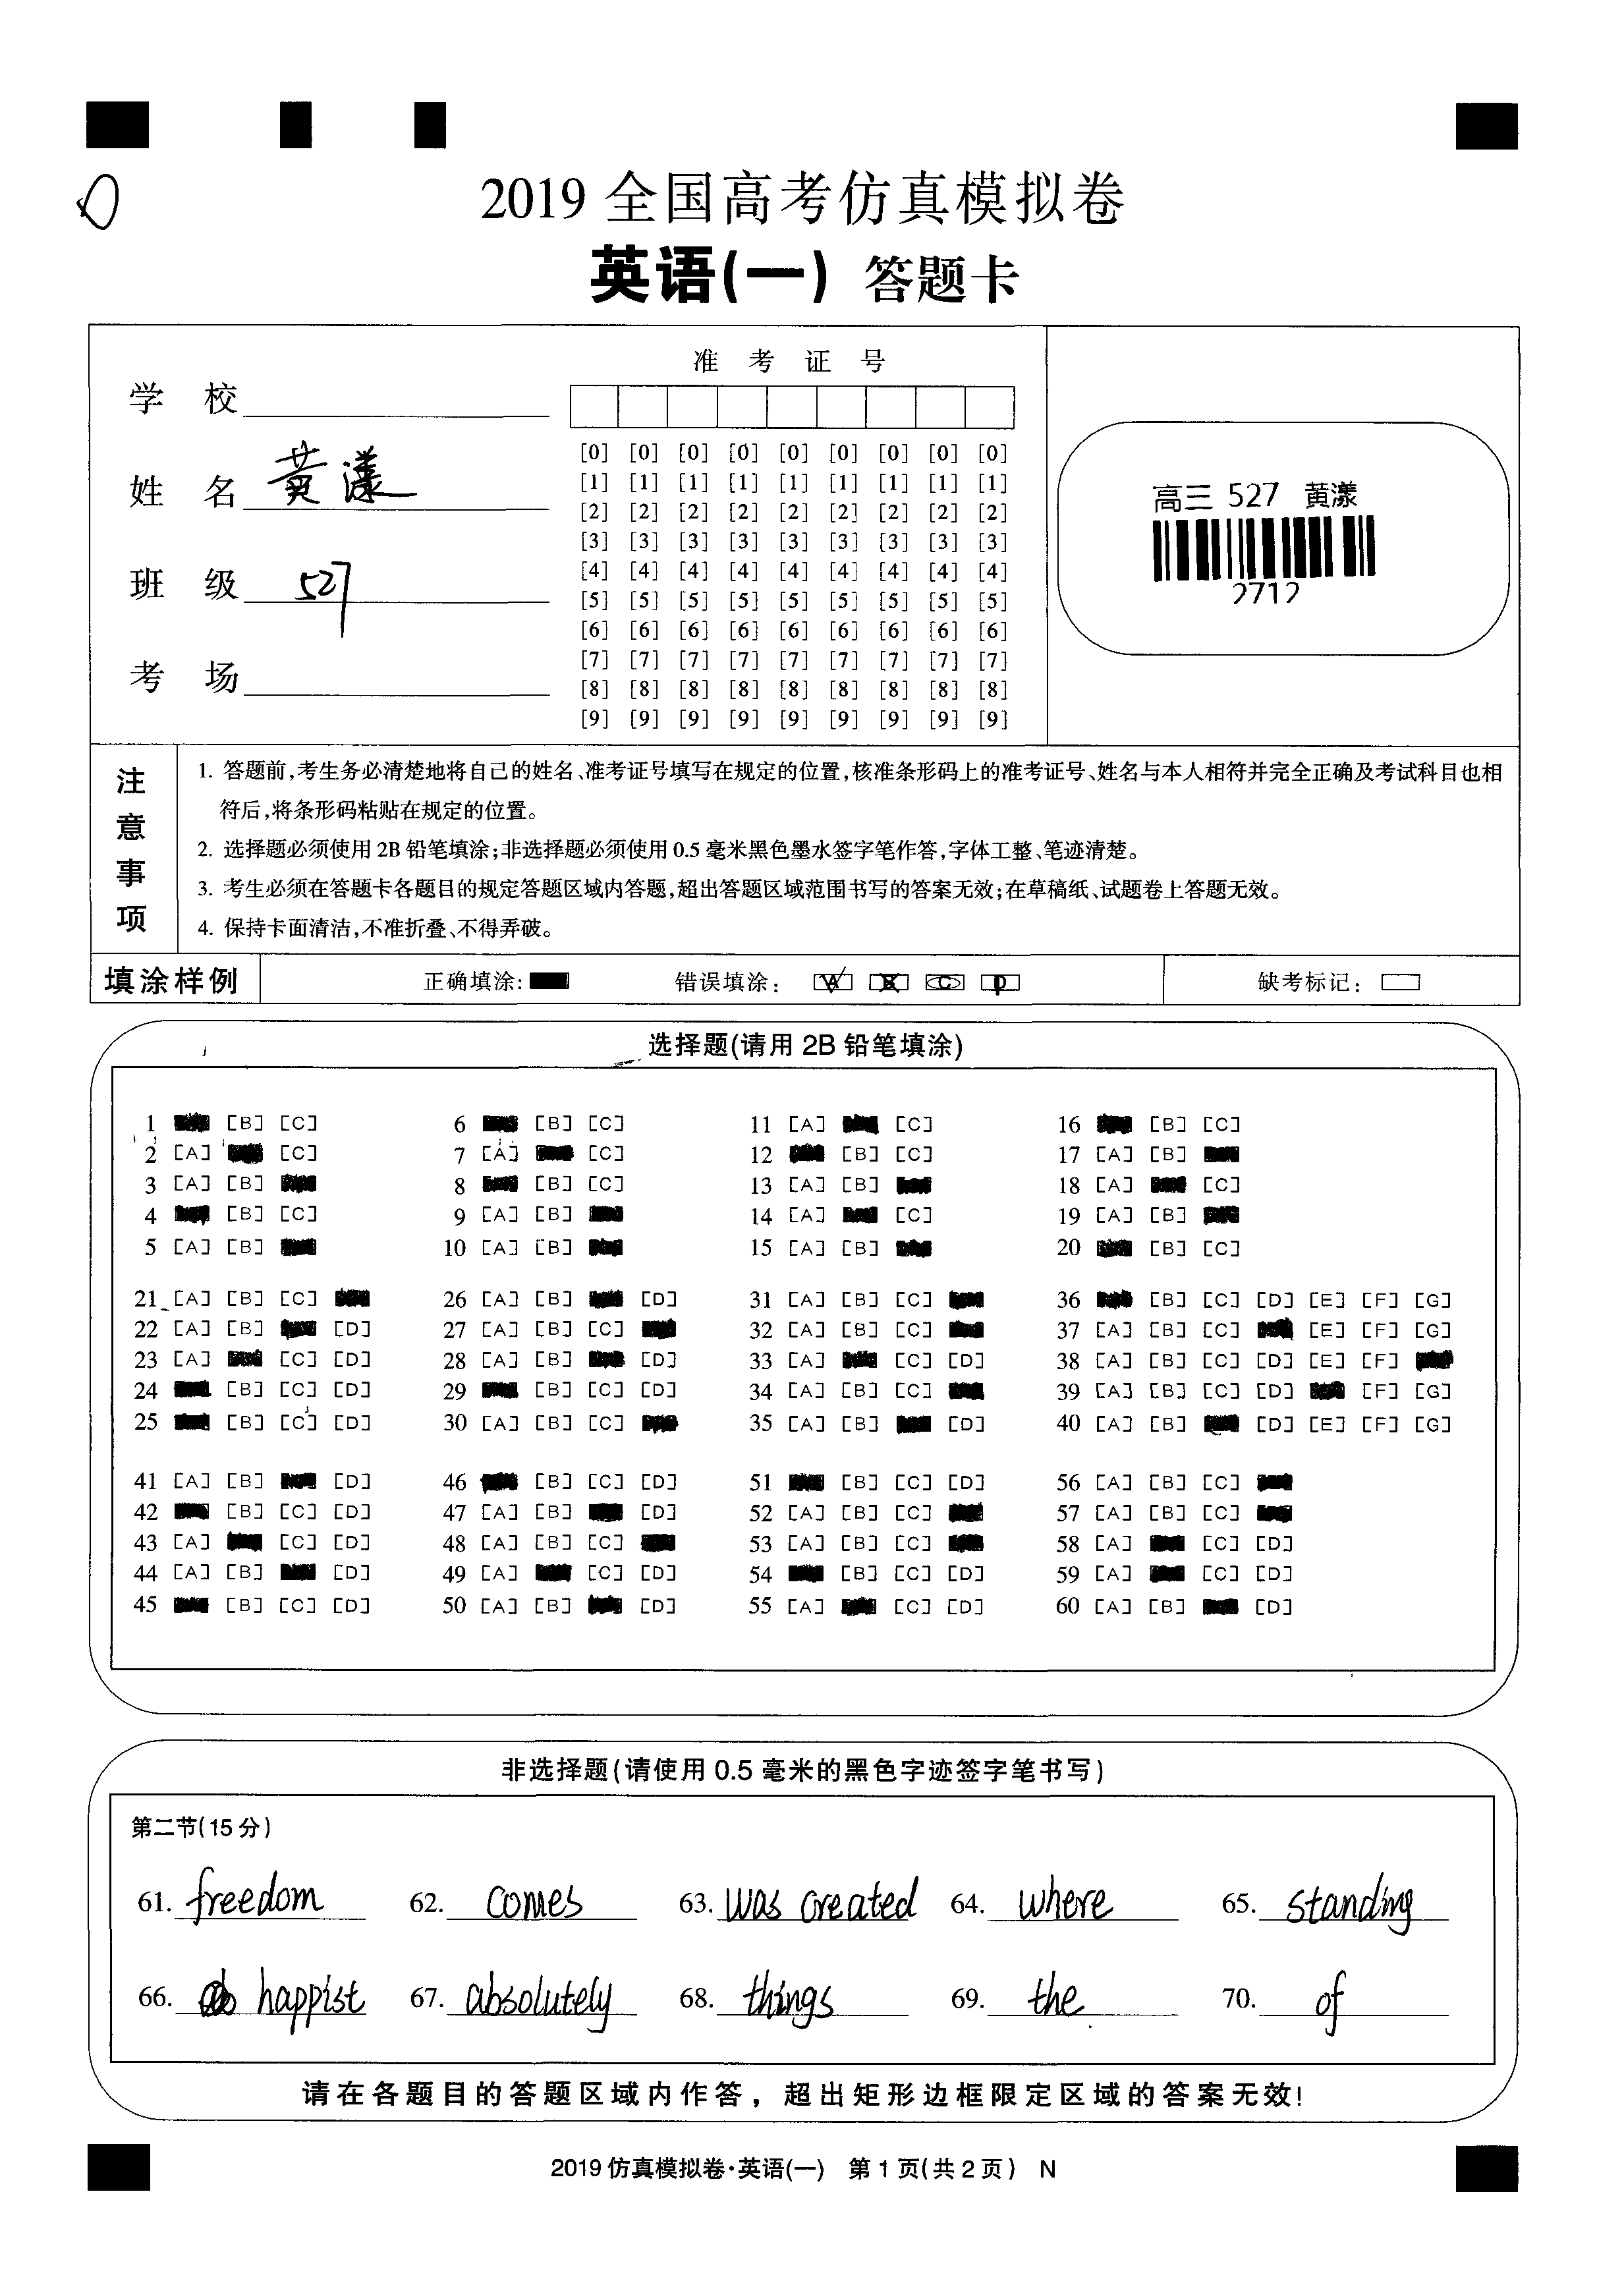 2019 全国高考仿真模拟卷
英语(一) 答题卡
准 考 证 号
学 校
姓 名 黄漾
班 级 527
考 场
[0] [0] [0] [0] [0] [0] [0] [0] [0]
[1] [1] [1] [1] [1] [1] [1] [1] [1]
[2] [2] [2] [2] [2] [2] [2] [2] [2]
[3] [3] [3] [3] [3] [3] [3] [3] [3]
[4] [4] [4] [4] [4] [4] [4] [4] [4]
[5] [5] [5] [5] [5] [5] [5] [5] [5]
[6] [6] [6] [6] [6] [6] [6] [6] [6]
[7] [7] [7] [7] [7] [7] [7] [7] [7]
[8] [8] [8] [8] [8] [8] [8] [8] [8]
[9] [9] [9] [9] [9] [9] [9] [9] [9]
高三 527 黄漾
2712
注意事项
1. 答题前,考生务必清楚地将自己的姓名、准考证号填写在规定的位置,核准条形码上的准考证号、姓名与本人相符并完全正确及考试科目也相
符后,将条形码粘贴在规定的位置。
2. 选择题必须使用 2B 铅笔填涂;非选择题必须使用 0.5 毫米黑色墨水签字笔作答,字体工整、笔迹清楚。
3. 考生必须在答题卡各题目的规定答题区域内答题,超出答题区域范围书写的答案无效;在草稿纸、试题卷上答题无效。
4. 保持卡面清洁,不准折叠、不得弄破。
填涂样例 正确填涂: 错误填涂: A B C D 缺考标记:
选择题(请用 2B 铅笔填涂)
1 [B] [C] 6 [B] [C] 11 [A] [C] 16 [B] [C]
2 [A] [C] 7 [A] [C] 12 [B] [C] 17 [A] [B]
3 [A] [B] 8 [B] [C] 13 [A] [B] 18 [A] [C]
4 [B] [C] 9 [A] [B] 14 [A] [C] 19 [A] [B]
5 [A] [B] 10 [A] [B] 15 [A] [B] 20 [B] [C]
21 [A] [B] [C] 26 [A] [B] [D] 31 [A] [B] [C] 36 [B] [C] [D] [E] [F] [G]
22 [A] [B] [D] 27 [A] [B] [C] 32 [A] [B] [C] 37 [A] [B] [C] [E] [F] [G]
23 [A] [C] [D] 28 [A] [B] [D] 33 [A] [C] [D] 38 [A] [B] [C] [D] [E] [F]
24 [B] [C] [D] 29 [B] [C] [D] 34 [A] [B] [C] 39 [A] [B] [C] [D] [F] [G]
25 [B] [C] [D] 30 [A] [B] [C] 35 [A] [B] [D] 40 [A] [B] [D] [E] [F] [G]
41 [A] [B] [D] 46 [B] [C] [D] 51 [B] [C] [D] 56 [A] [B] [C]
42 [B] [C] [D] 47 [A] [B] [D] 52 [A] [B] [C] 57 [A] [B] [C]
43 [A] [C] [D] 48 [A] [B] [C] 53 [A] [B] [C] 58 [A] [C] [D]
44 [A] [B] [D] 49 [A] [C] [D] 54 [B] [C] [D] 59 [A] [C] [D]
45 [B] [C] [D] 50 [A] [B] [D] 55 [A] [C] [D] 60 [A] [B] [D]
非选择题(请使用 0.5 毫米的黑色字迹签字笔书写)
第二节(15 分)
61. freedom 62. comes 63. was created 64. where 65. standing
66. happist 67. absolutely 68. things 69. the 70. of
请在各题目的答题区域内作答,超出矩形边框限定区域的答案无效!
2019 仿真模拟卷·英语(一) 第 1 页(共 2 页) N